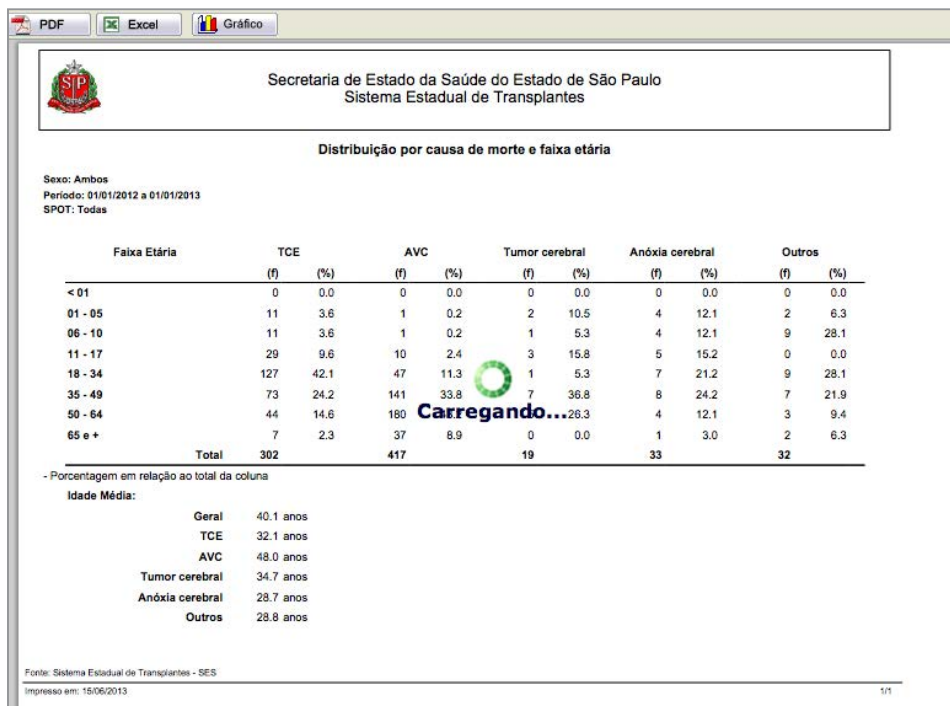 PDF Excel Gráfico
Secretaria de Estado da Saúde do Estado de São Paulo
Sistema Estadual de Transplantes
Distribuição por causa de morte e faixa etária
Sexo: Ambos
Período: 01/01/2012 a 01/01/2013
SPOT: Todas
Faixa Etária TCE AVC Tumor cerebral Anóxia cerebral Outros
(f) (%) (f) (%) (f) (%) (f) (%) (f) (%)
< 01 0 0.0 0 0.0 0 0.0 0 0.0 0 0.0
01 - 05 11 3.6 1 0.2 2 10.5 4 12.1 2 6.3
06 - 10 11 3.6 1 0.2 1 5.3 4 12.1 9 28.1
11 - 17 29 9.6 10 2.4 3 15.8 5 15.2 0 0.0
18 - 34 127 42.1 47 11.3 1 5.3 7 21.2 9 28.1
35 - 49 73 24.2 141 33.8 7 36.8 8 24.2 7 21.9
50 - 64 44 14.6 180 26.3 4 12.1 3 9.4
Carregando...
65 e + 7 2.3 37 8.9 0 0.0 1 3.0 2 6.3
Total 302 417 19 33 32
- Porcentagem em relação ao total da coluna
Idade Média:
Geral 40.1 anos
TCE 32.1 anos
AVC 48.0 anos
Tumor cerebral 34.7 anos
Anóxia cerebral 28.7 anos
Outros 28.8 anos
Fonte: Sistema Estadual de Transplantes - SES
Impresso em: 15/06/2013 1/1